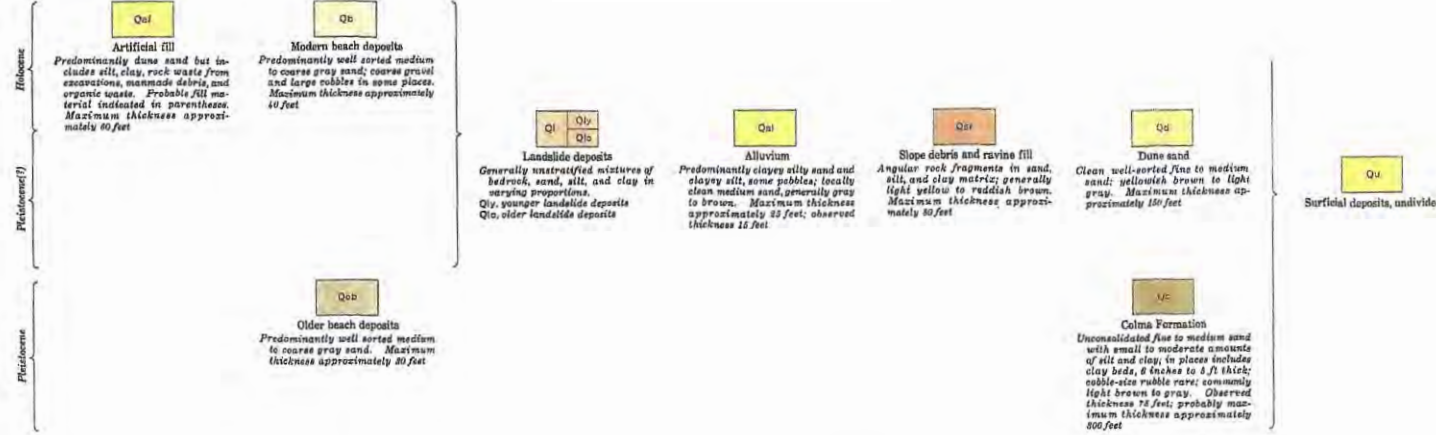 Holocene
Pleistocene(?)
Pleistocene
Qaf
Artificial fill
Predominantly dune sand but in-
cludes silt, clay, rock waste from
excavations, manmade debris, and
organic waste. Probable fill ma-
terial indicated in parentheses.
Maximum thickness approxi-
mately 60 feet
Qb
Modern beach deposits
Predominantly well sorted medium
to coarse gray sand; coarse gravel
and large cobbles in some places.
Maximum thickness approximately
40 feet
Ql
Qly
Qlo
Landslide deposits
Generally unstratified mixtures of
bedrock, sand, silt, and clay in
varying proportions.
Qly, younger landslide deposits
Qlo, older landslide deposits
Qal
Alluvium
Predominantly clayey silty sand and
clayey silt, some pebbles; locally
clean medium sand, generally gray
to brown. Maximum thickness
approximately 25 feet; observed
thickness 15 feet
Qsr
Slope debris and ravine fill
Angular rock fragments in sand,
silt, and clay matrix; generally
light yellow to reddish brown.
Maximum thickness approxi-
mately 80 feet
Qd
Dune sand
Clean well-sorted fine to medium
sand; yellowish brown to light
gray. Maximum thickness ap-
proximately 150 feet
Qu
Surficial deposits, undivide
Qob
Older beach deposits
Predominantly well sorted medium
to coarse gray sand. Maximum
thickness approximately 30 feet
Qc
Colma Formation
Unconsolidated fine to medium sand
with small to moderate amounts
of silt and clay; in places includes
clay beds, 6 inches to 5 ft thick;
cobble-size rubble rare; commonly
light brown to gray. Observed
thickness 75 feet; probably max-
imum thickness approximately
300 feet